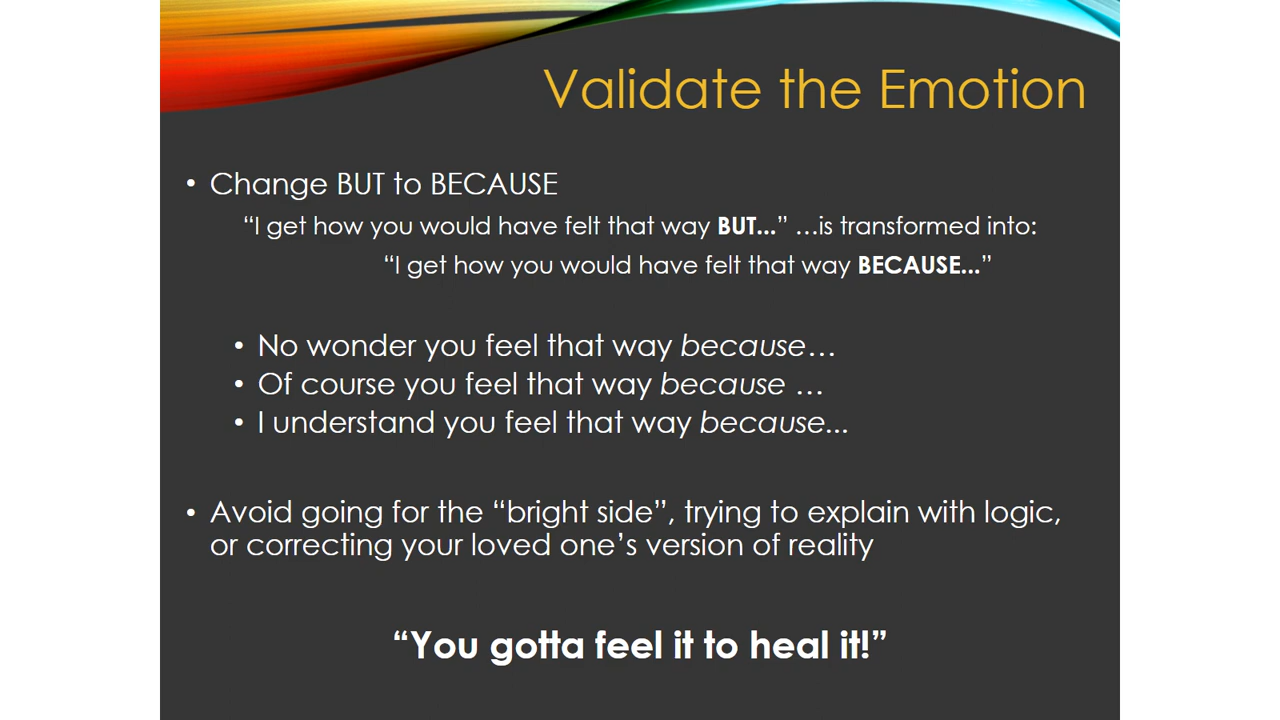 Validate the Emotion
• Change BUT to BECAUSE
“I get how you would have felt that way BUT...” …is transformed into:
“I get how you would have felt that way BECAUSE...”
• No wonder you feel that way because…
• Of course you feel that way because …
• I understand you feel that way because...
• Avoid going for the “bright side”, trying to explain with logic,
or correcting your loved one’s version of reality
“You gotta feel it to heal it!”